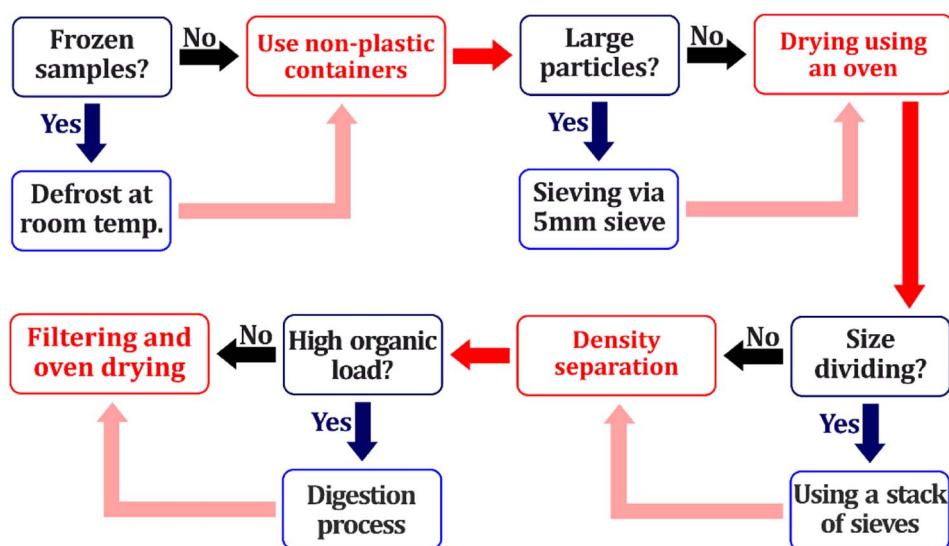 Frozen
samples?
No
Use non-plastic
containers
Large
particles?
No
Drying using
an oven
Yes
Defrost at
room temp.
Yes
Sieving via
5mm sieve
Filtering and
oven drying
No
High organic
load?
Density
separation
No
Size
dividing?
Yes
Digestion
process
Yes
Using a stack
of sieves